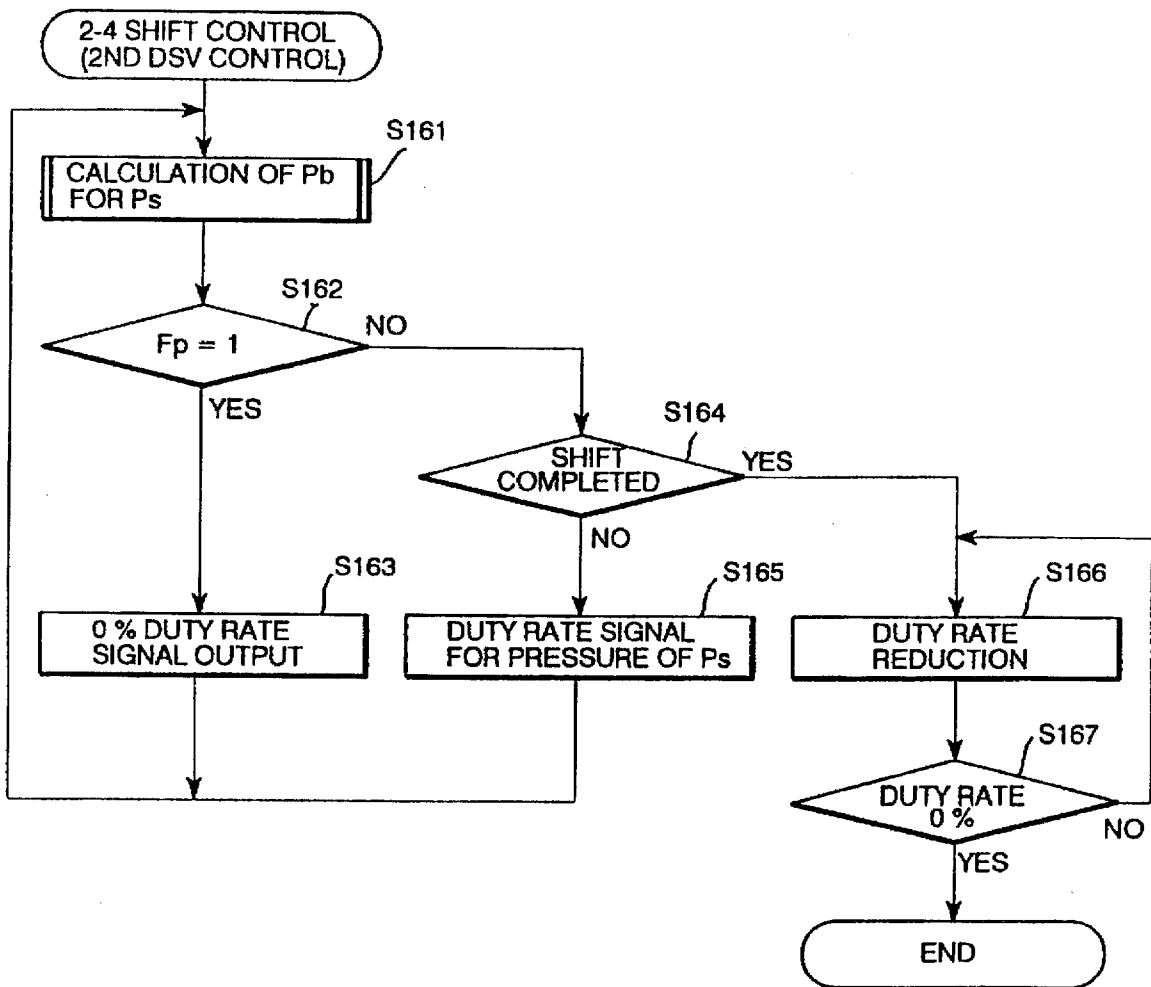 2-4 SHIFT CONTROL
(2ND DSV CONTROL)
S161
CALCULATION OF Pb
FOR Ps
S162
Fp = 1
NO
YES
S164
SHIFT
COMPLETED
YES
NO
S163
0 % DUTY RATE
SIGNAL OUTPUT
S165
DUTY RATE SIGNAL
FOR PRESSURE OF Ps
S166
DUTY RATE
REDUCTION
S167
DUTY RATE
0 %
NO
YES
END